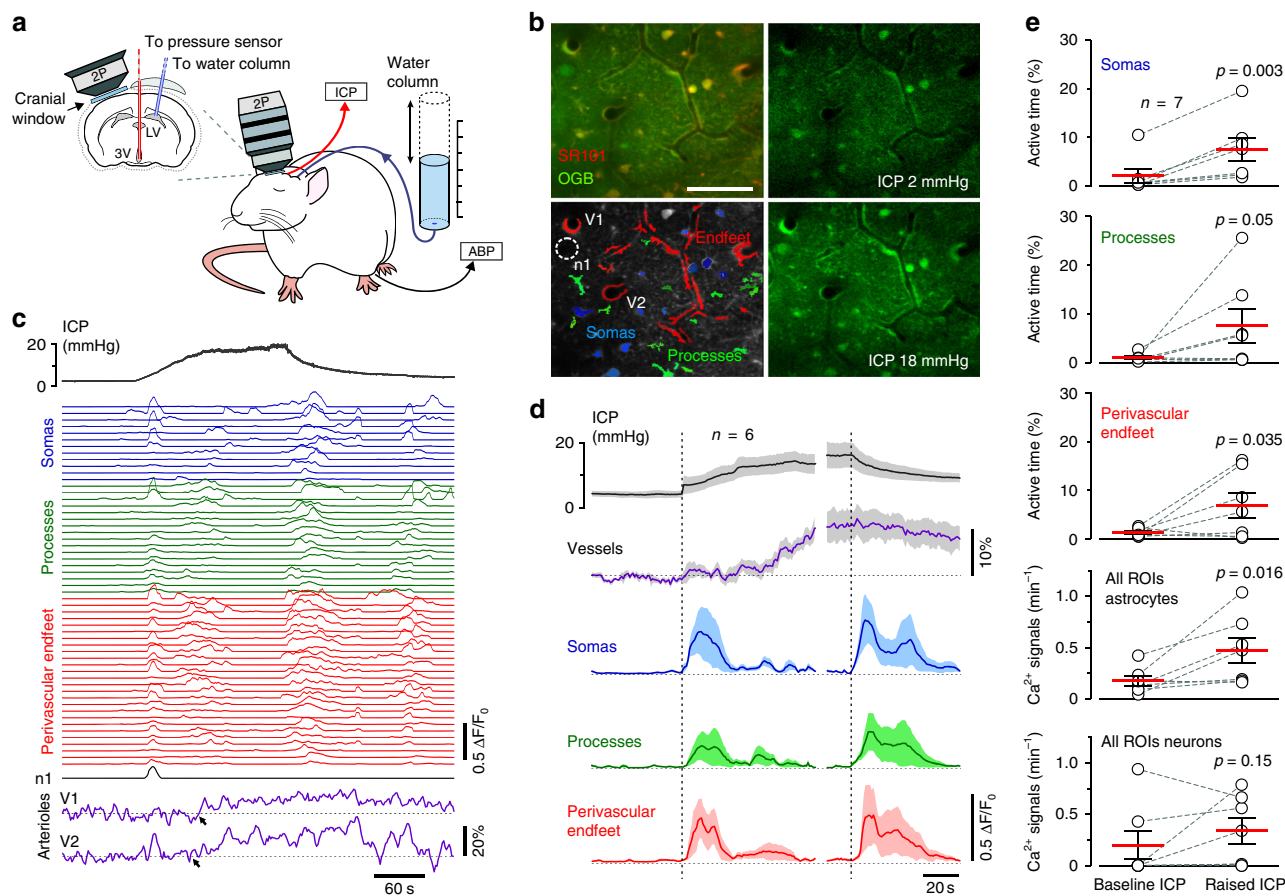 a
To pressure sensor
To water column
2P
Cranial
window
LV
3V
2P
ICP
Water
column
ABP
b
SR101
OGB
ICP 2 mmHg
V1
n1
Endfeet
V2
Somas
Processes
ICP 18 mmHg
c
ICP
(mmHg)
20
0
Somas
Processes
Perivascular endfeet
0.5 ΔF/F₀
n1
Arterioles
V1
V2
20%
60 s
d
ICP
(mmHg)
n = 6
20
0
Vessels
10%
Somas
Processes
Perivascular
endfeet
0.5 ΔF/F₀
20 s
e
Active time (%)
30
20
10
0
Somas
n = 7
p = 0.003
Active time (%)
30
20
10
0
Processes
p = 0.05
Active time (%)
30
20
10
0
Perivascular
endfeet
p = 0.035
Ca²⁺ signals (min⁻¹)
1.0
0.5
0
All ROIs
astrocytes
p = 0.016
Ca²⁺ signals (min⁻¹)
1.0
0.5
0
All ROIs neurons
p = 0.15
Baseline ICP
Raised ICP